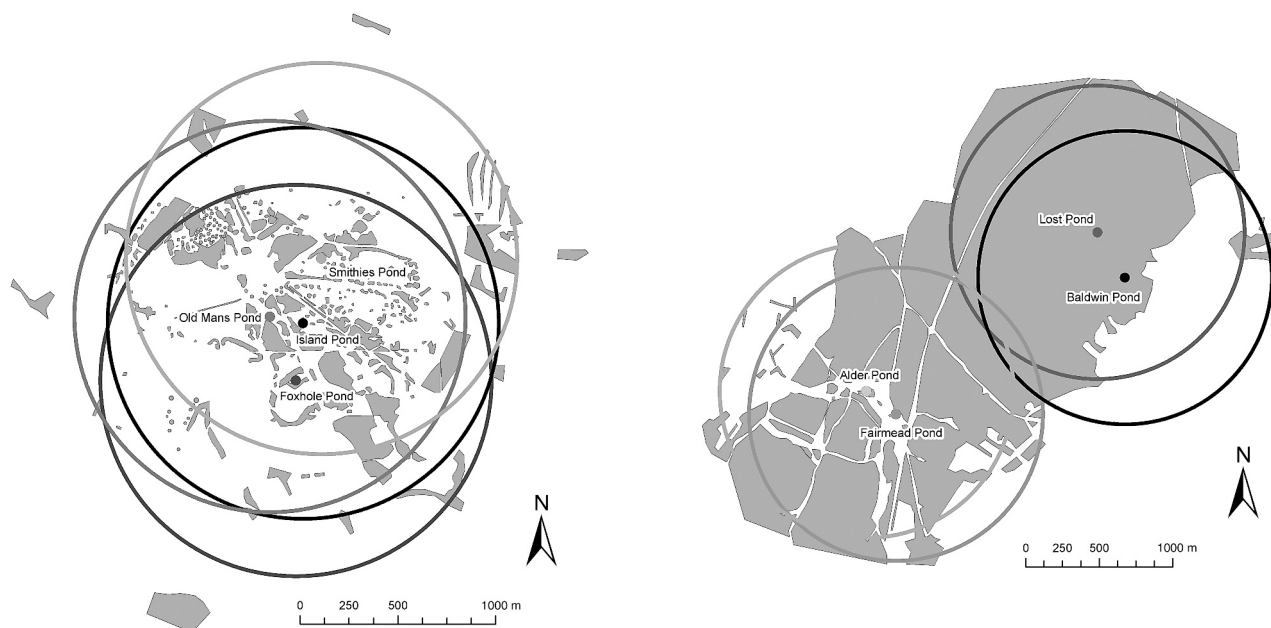 Smithies Pond
Old Mans Pond
Island Pond
Foxhole Pond
N
0 250 500 1000 m
Lost Pond
Baldwin Pond
Alder Pond
Fairmead Pond
N
0 250 500 1000 m